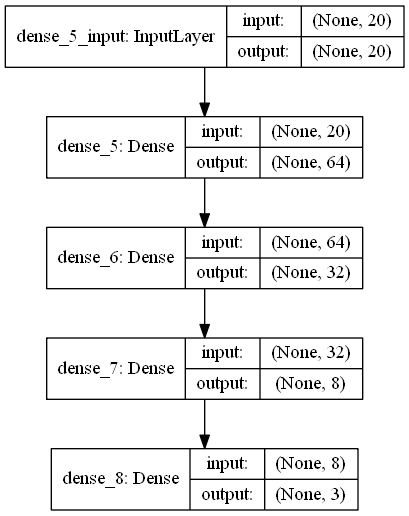 dense_5_input: InputLayer
input: (None, 20)
output: (None, 20)
dense_5: Dense
input: (None, 20)
output: (None, 64)
dense_6: Dense
input: (None, 64)
output: (None, 32)
dense_7: Dense
input: (None, 32)
output: (None, 8)
dense_8: Dense
input: (None, 8)
output: (None, 3)